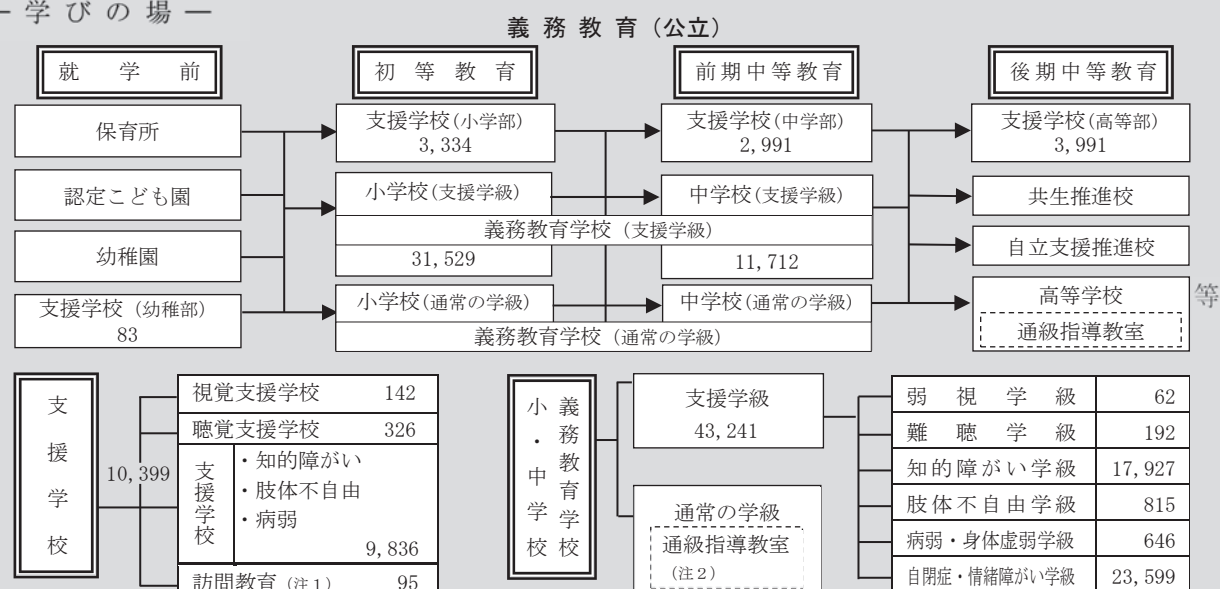 ― 学 び の 場 ―
義 務 教 育（公立）
就 学 前
初 等 教 育
前期中等教育
後期中等教育
保育所
認定こども園
幼稚園
支援学校（幼稚部）
83
支援学校(小学部)
3,334
小学校(支援学級)
支援学校(中学部)
2,991
中学校(支援学級)
義務教育学校（支援学級）
31,529
11,712
小学校(通常の学級)
中学校(通常の学級)
義務教育学校（通常の学級）
支援学校(高等部)
3,991
共生推進校
自立支援推進校
高等学校
通級指導教室
等
支援学校
10,399
視覚支援学校 142
聴覚支援学校 326
支援学校
・知的障がい
・肢体不自由
・病弱
9,836
訪問教育（注１） 95
義務教育学校
小・中学校
支援学級
43,241
通常の学級
通級指導教室
（注２）
弱 視 学 級 62
難 聴 学 級 192
知的障がい学級 17,927
肢体不自由学級 815
病弱・身体虚弱学級 646
自閉症・情緒障がい学級 23,599